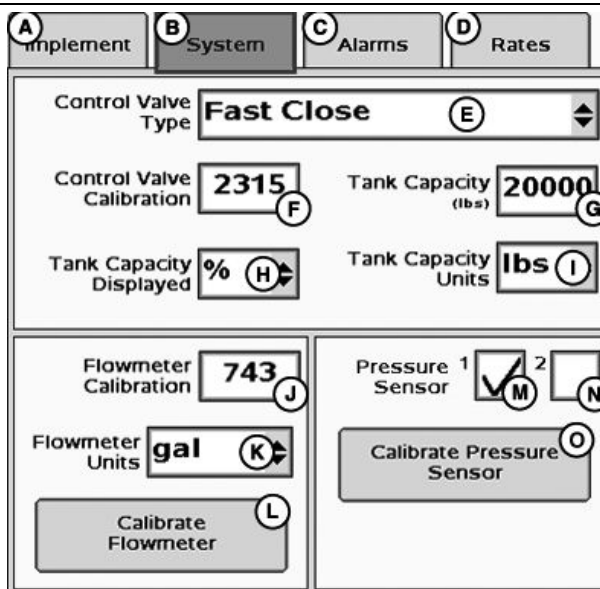 A B C D
Implement System Alarms Rates
Control Valve Type Fast Close E
Control Valve Calibration 2315 F
Tank Capacity (lbs) 20000 G
Tank Capacity Displayed % H
Tank Capacity Units lbs I
Flowmeter Calibration 743 J
Flowmeter Units gal K
Calibrate Flowmeter L
Pressure Sensor 1 M 2 N
Calibrate Pressure Sensor O